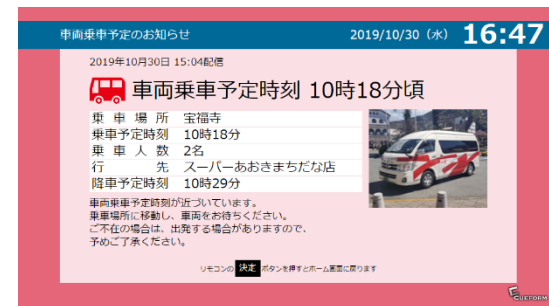 車両乗車予定のお知らせ 2019/10/30（水） 16:47
2019年10月30日 15:04配信
車両乗車予定時刻 10時18分頃
乗車場所 宝福寺
乗車予定時刻 10時18分
乗車人数 2名
行先 スーパーあおきまちだな店
降車予定時刻 10時29分
車両乗車予定時刻が近づいています。
乗車場所に移動し、車両をお待ちください。
ご不在の場合は、出発する場合がありますので、
予めご了承ください。
リモコンの 決定 ボタンを押すとホーム画面に戻ります
CUEFORM